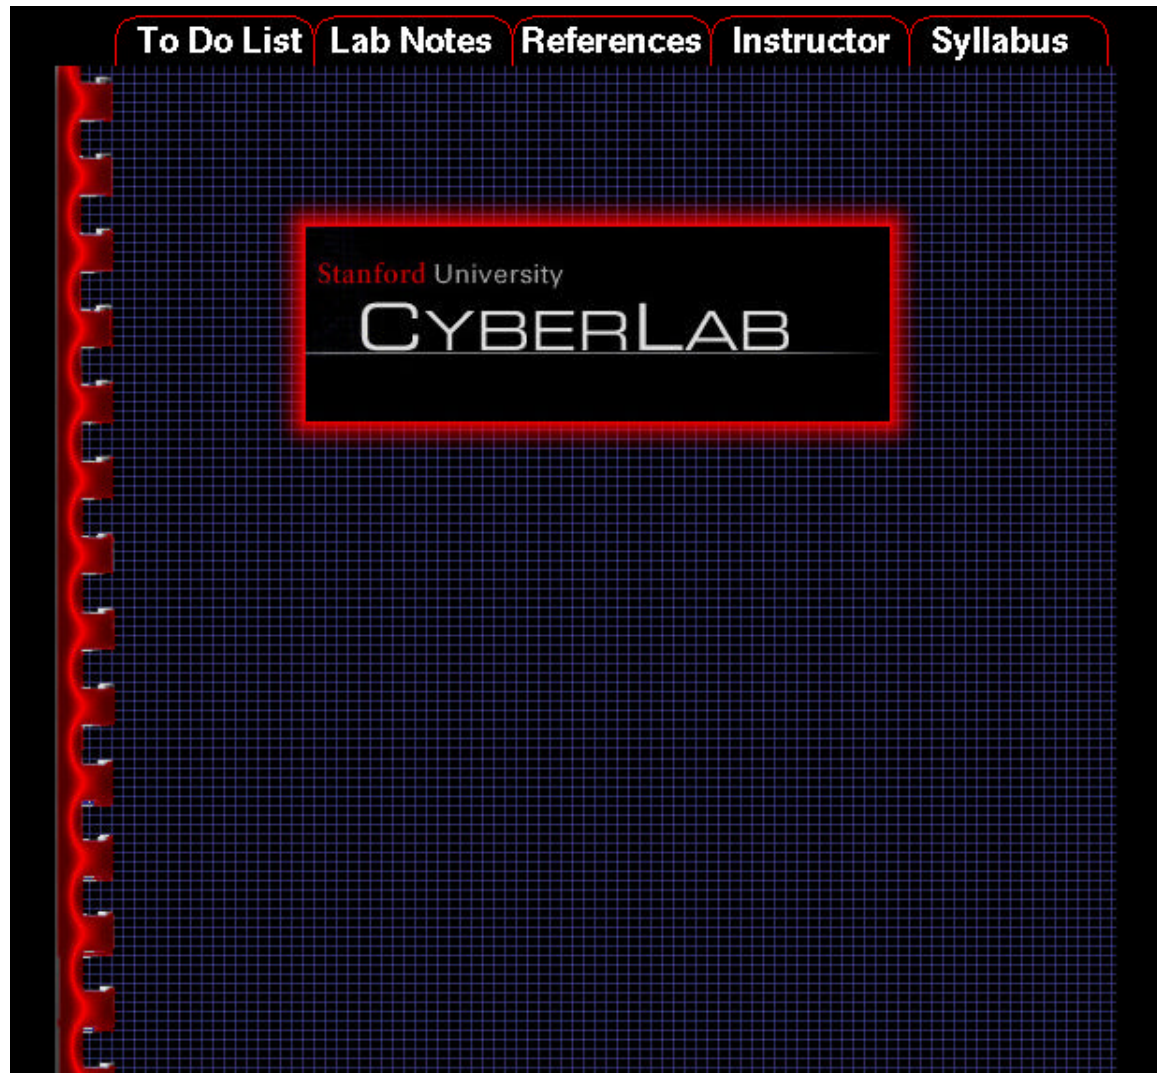 To Do List Lab Notes References Instructor Syllabus
Stanford University
CYBERLAB